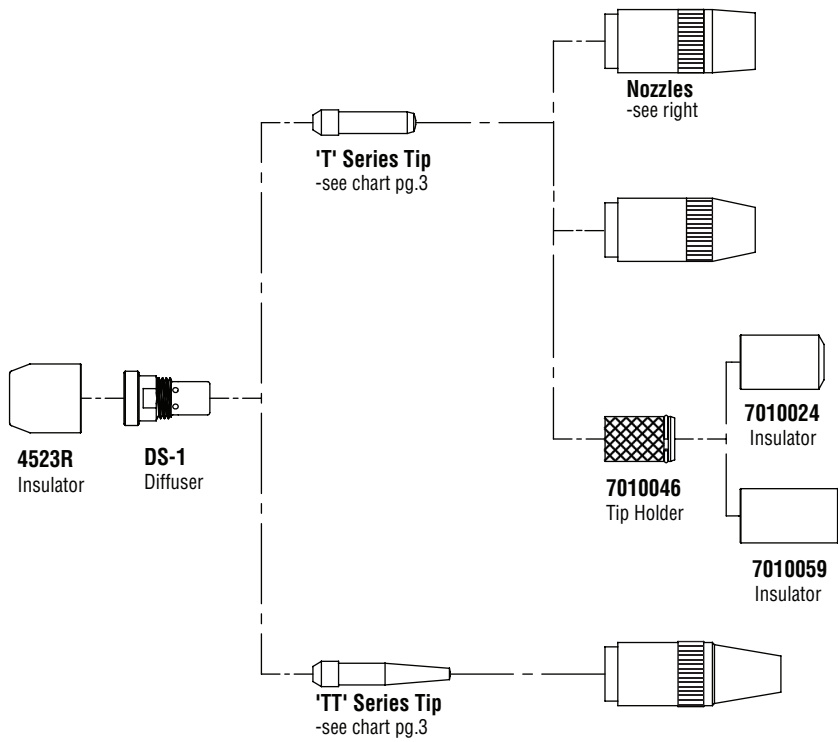 Nozzles
-see right
'T' Series Tip
-see chart pg.3
4523R
Insulator
DS-1
Diffuser
7010024
Insulator
7010046
Tip Holder
7010059
Insulator
'TT' Series Tip
-see chart pg.3